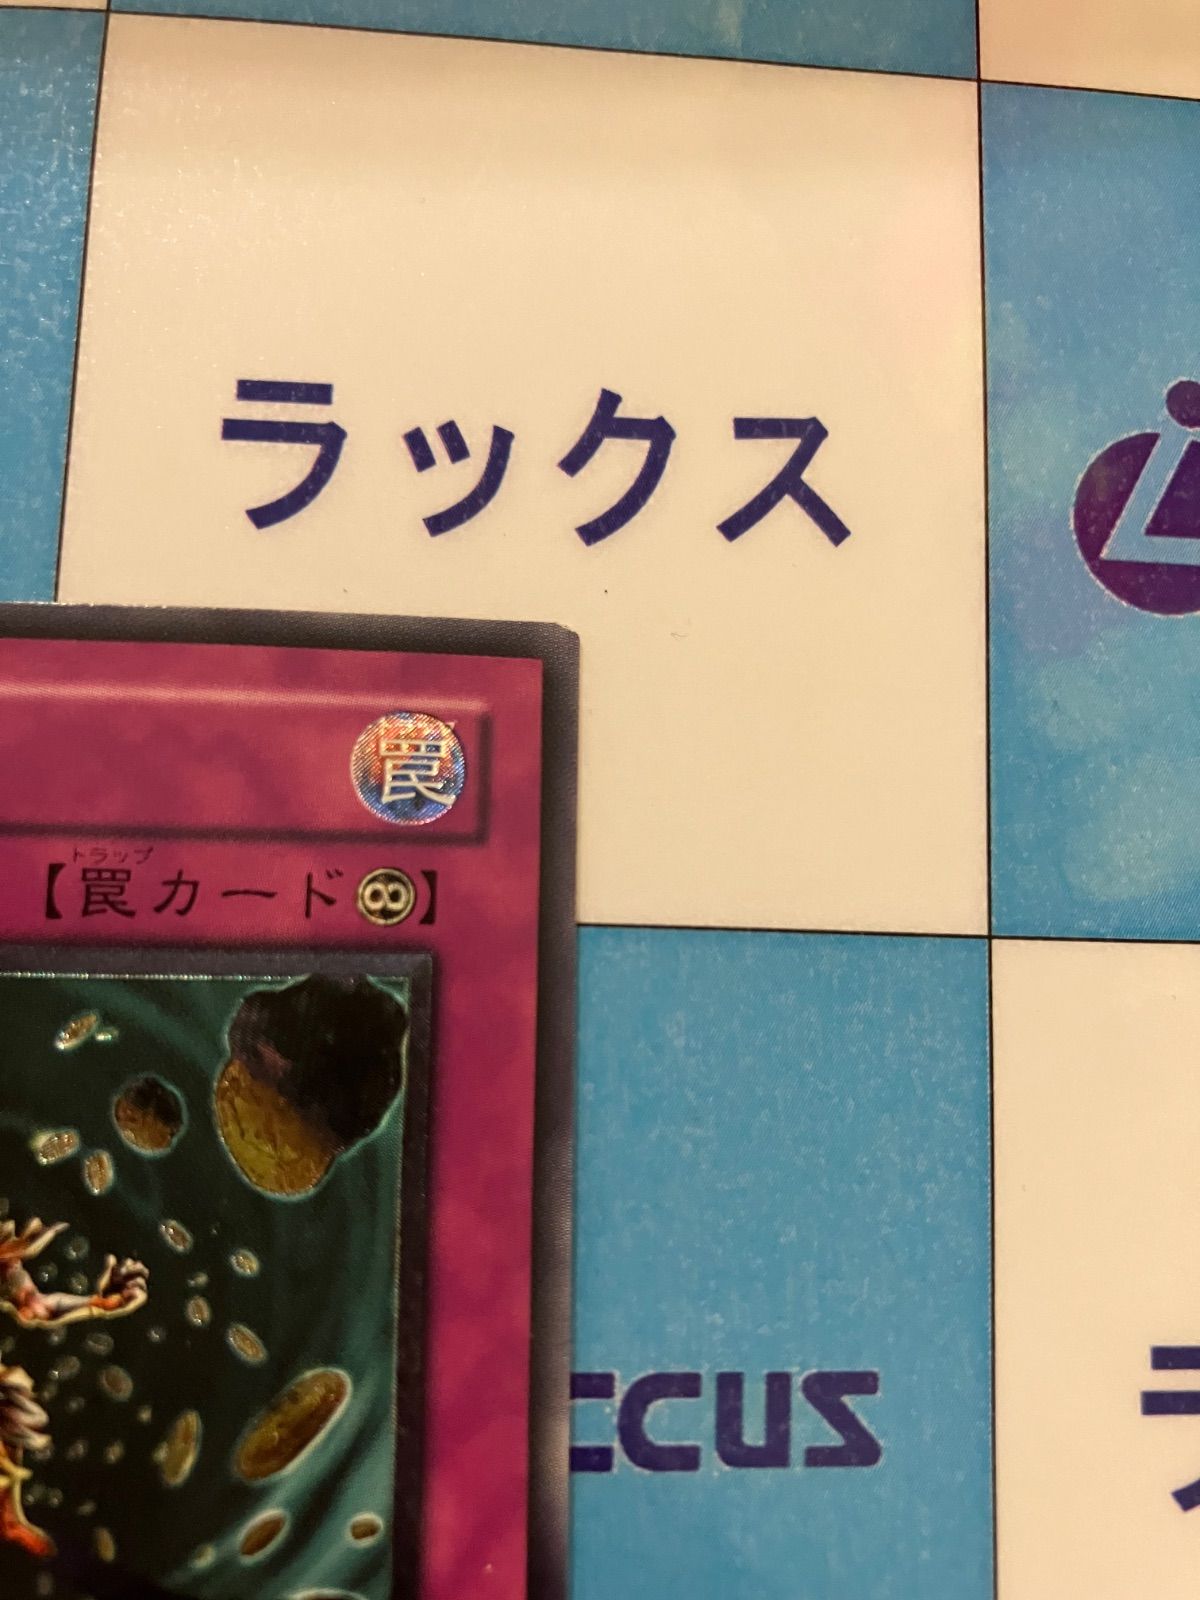 ラックス
罠
トラップ
【罠カード∞】
ccus